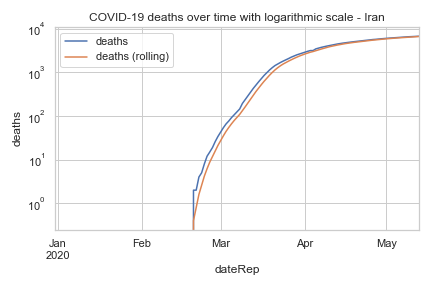 COVID-19 deaths over time with logarithmic scale - Iran
deaths
deaths (rolling)
10⁴
10³
10²
10¹
10⁰
deaths
Jan
2020
Feb
Mar
Apr
May
dateRep